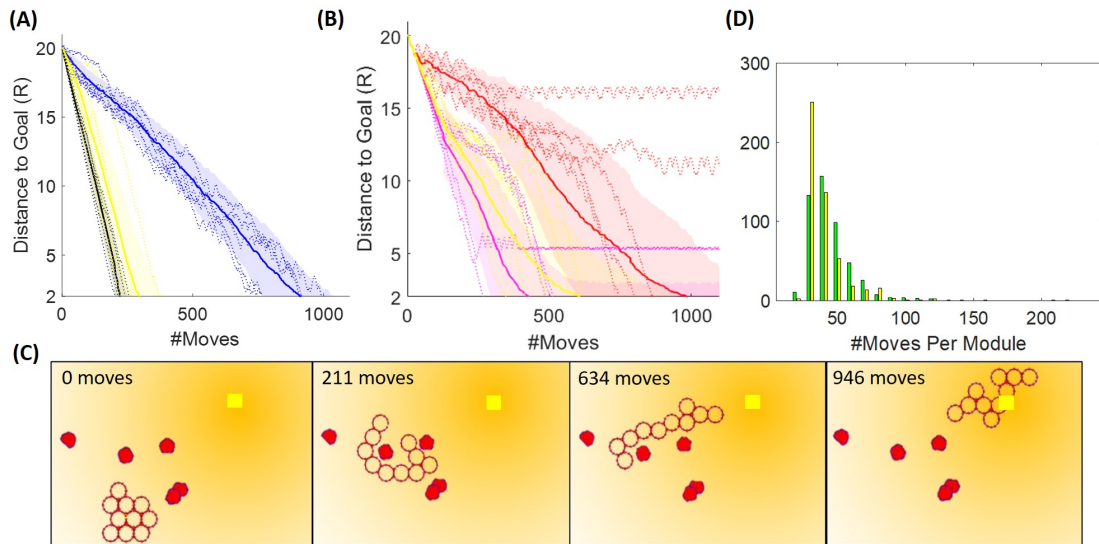 (A)
20
15
10
5
2
0
500
1000
Distance to Goal (R)
#Moves
(B)
20
15
10
5
2
0
500
1000
Distance to Goal (R)
#Moves
(D)
300
200
100
0
50
100
150
200
#Moves Per Module
(C)
0 moves
211 moves
634 moves
946 moves